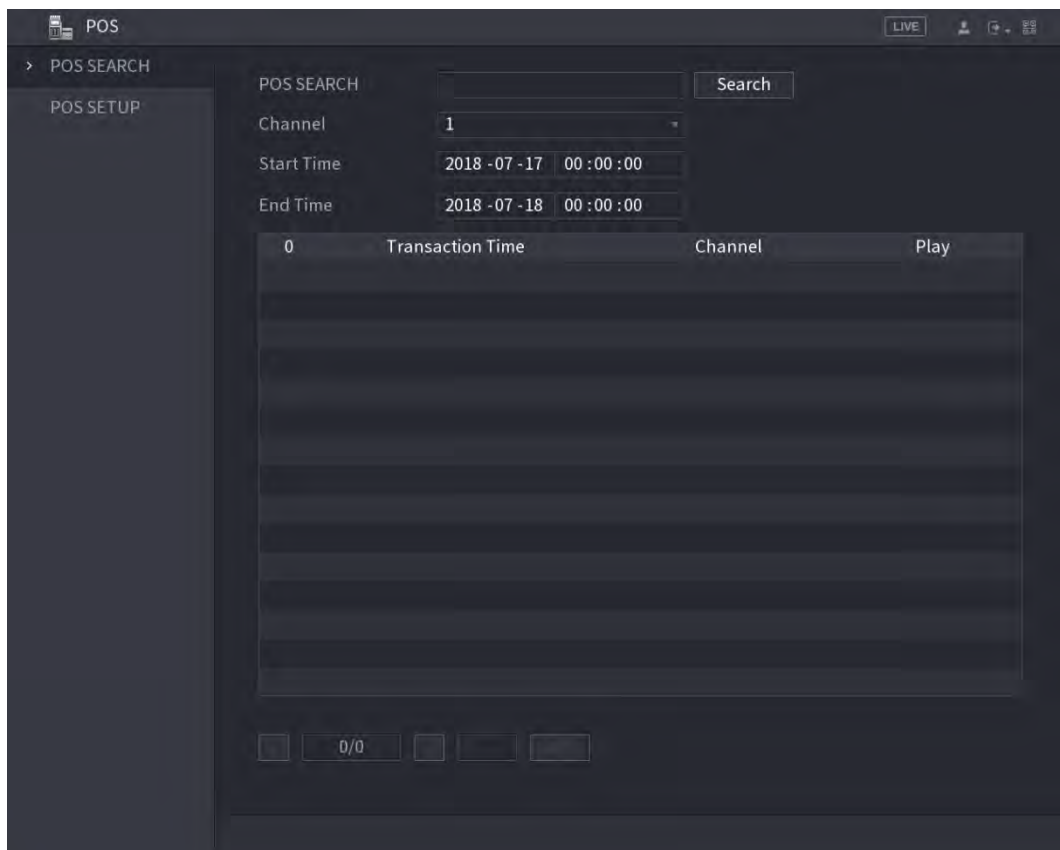 POS
LIVE
> POS SEARCH
POS SETUP
POS SEARCH Search
Channel 1
Start Time 2018 -07 -17 00 : 00 : 00
End Time 2018 -07 -18 00 : 00 : 00
0 Transaction Time Channel Play
0/0